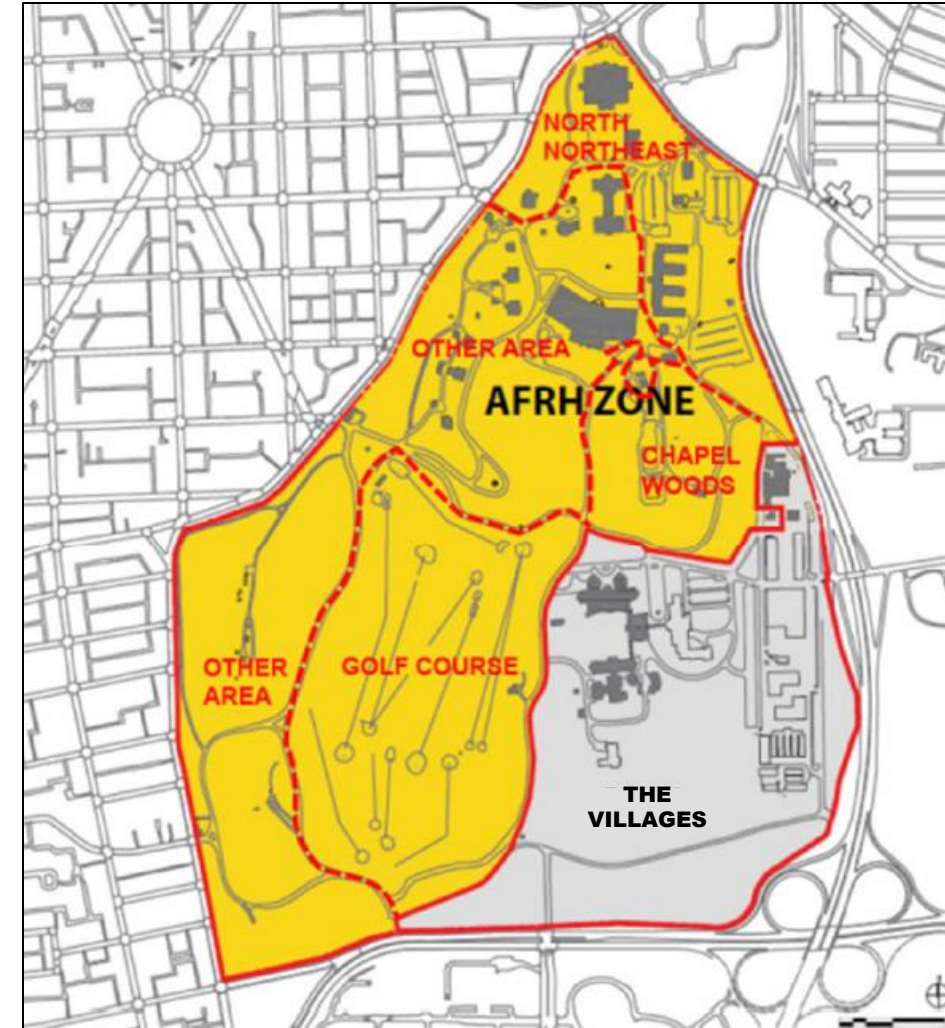 NORTH
NORTHEAST
OTHER AREA
AFRH ZONE
CHAPEL
WOODS
OTHER
AREA
GOLF COURSE
THE
VILLAGES